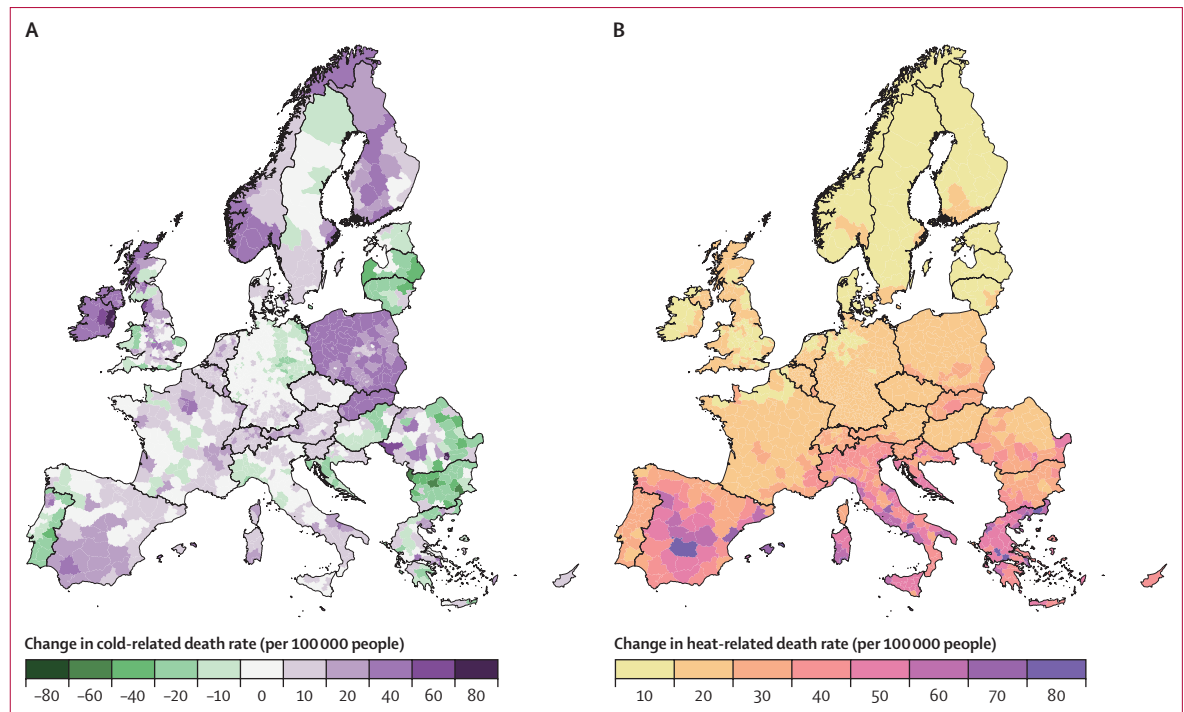 A
B
Change in cold-related death rate (per 100 000 people)
–80 –60 –40 –20 –10 0 10 20 40 60 80
Change in heat-related death rate (per 100 000 people)
10 20 30 40 50 60 70 80